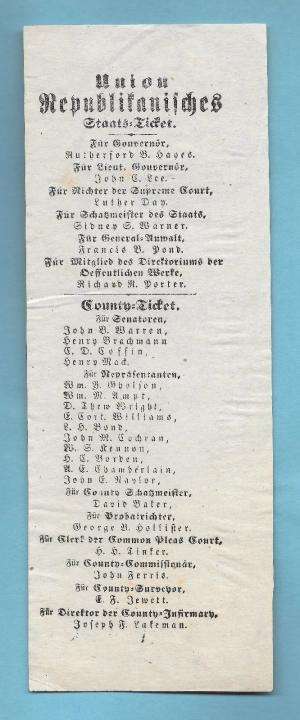 Union
Republikanisches
Staats-Ticket.
Für Gouvernör,
Rutherford B. Hayes.
Für Lieut. Gouvernör,
John C. Lee.
Für Richter der Supreme Court,
Luther Day.
Für Schatzmeister des Staats,
Sidney S. Warner.
Für General-Anwalt,
Francis B. Pond.
Für Mitglied des Direktoriums der
Oeffentlichen Werke,
Richard R. Porter.
County-Ticket.
Für Senatoren,
John B. Warren,
Henry Brachmann
C. D. Coffin,
Henry Mack.
Für Repräsentanten,
Wm. J. Gholson,
Wm. M. Ampt,
D. Thew Wright,
E. Cort. Williams,
L. H. Bond,
John M. Cochran,
W. S. Kennon,
H. C. Borden,
A. E. Chamberlain,
John E. Naylor,
Für County Schatzmeister,
David Baker,
Für Probatrichter,
George B. Hollister.
Für Clerk der Common Pleas Court,
H. H. Tinker.
Für County-Commissionär,
John Ferris.
Für County-Surveyor,
E. F. Jewett.
Für Direktor der County-Infirmary,
Joseph F. Lakeman.